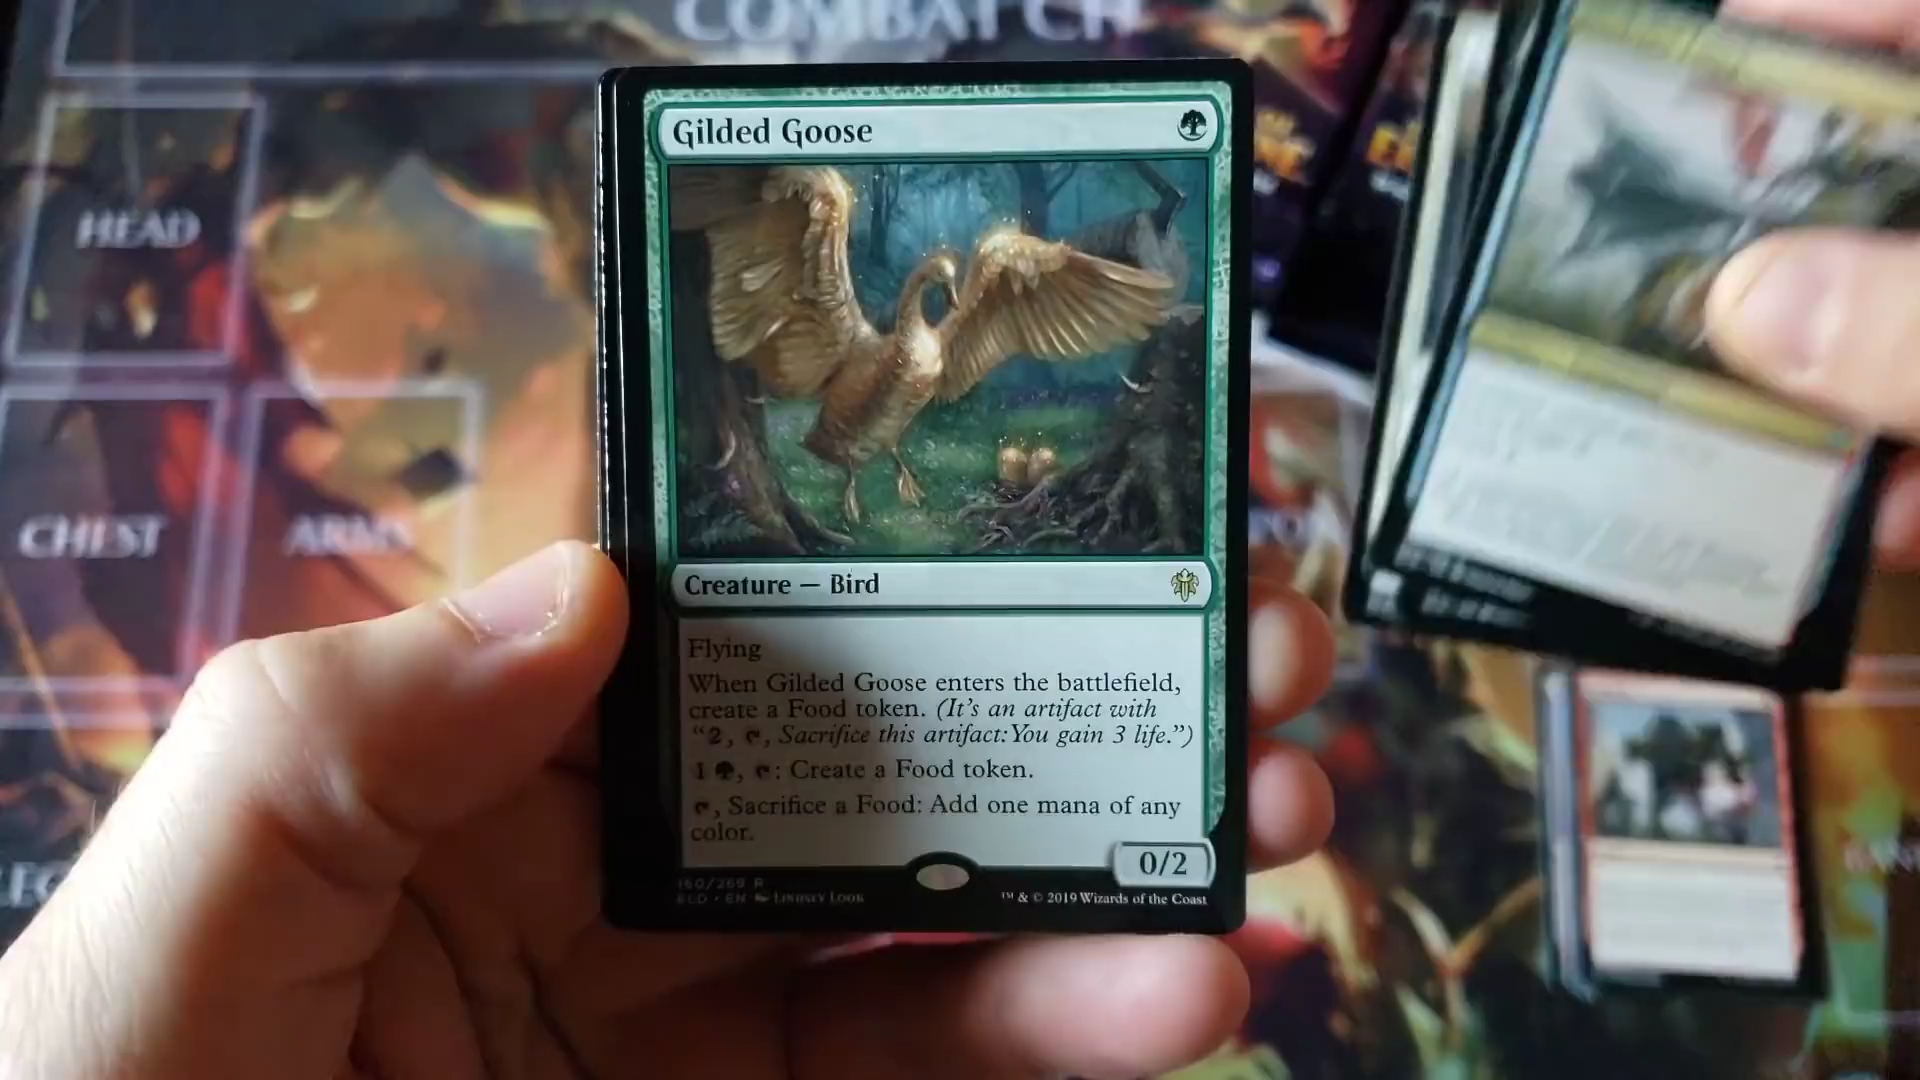 COMBAT CH
HEAD
CHEST
ARMS
Gilded Goose
Creature — Bird
Flying
When Gilded Goose enters the battlefield,
create a Food token. (It's an artifact with
“2, , Sacrifice this artifact: You gain 3 life.”)
1 , : Create a Food token.
, Sacrifice a Food: Add one mana of any
color.
0/2
160/269 R
ELD • EN LINDSEY LOOK
™ & © 2019 Wizards of the Coast